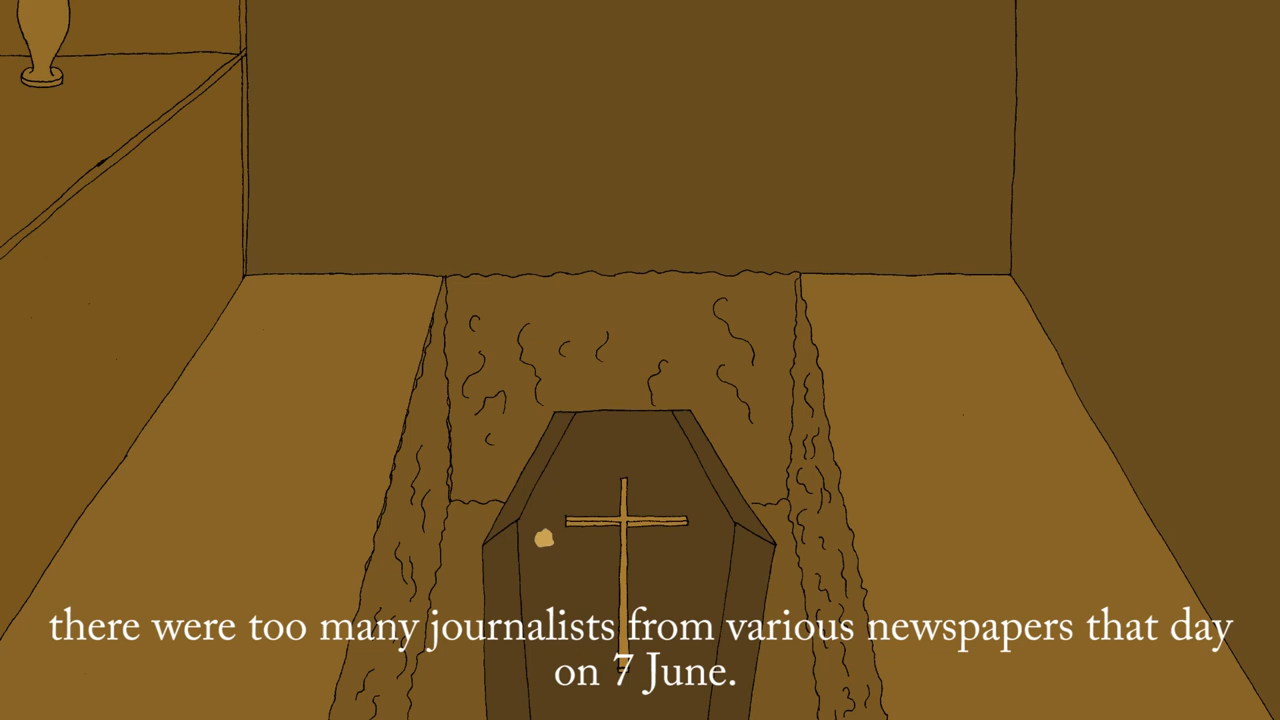 there were too many journalists from various newspapers that day
on 7 June.